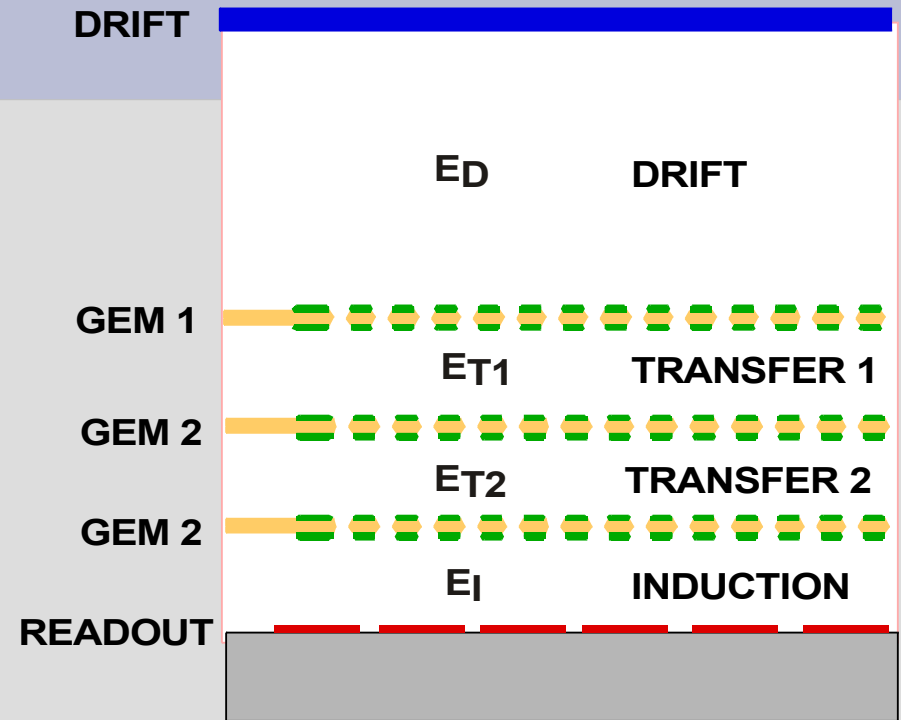 DRIFT
ED DRIFT
GEM 1
ET1 TRANSFER 1
GEM 2
ET2 TRANSFER 2
GEM 2
EI INDUCTION
READOUT